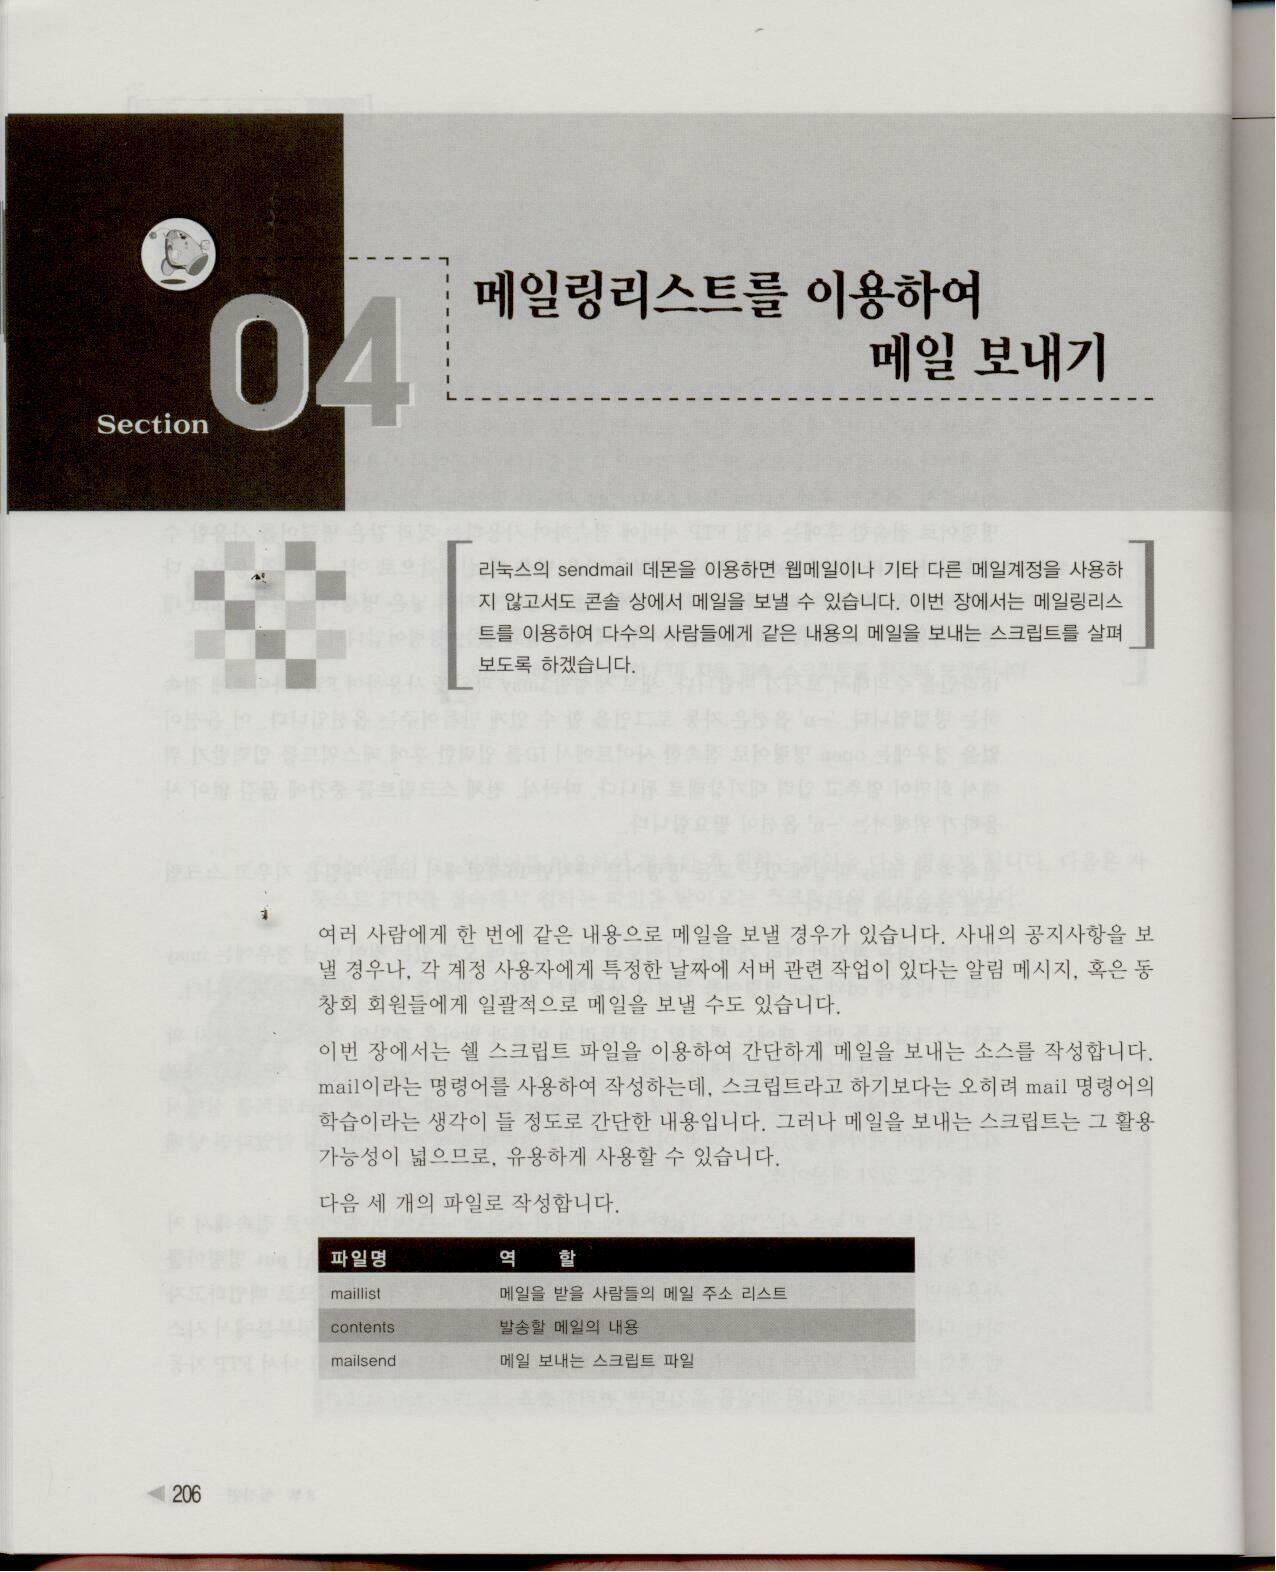 Section 04
메일링리스트를 이용하여
메일 보내기
리눅스의 sendmail 데몬을 이용하면 웹메일이나 기타 다른 메일계정을 사용하
지 않고서도 콘솔 상에서 메일을 보낼 수 있습니다. 이번 장에서는 메일링리스
트를 이용하여 다수의 사람들에게 같은 내용의 메일을 보내는 스크립트를 살펴
보도록 하겠습니다.
여러 사람에게 한 번에 같은 내용으로 메일을 보낼 경우가 있습니다. 사내의 공지사항을 보
낼 경우나, 각 계정 사용자에게 특정한 날짜에 서버 관련 작업이 있다는 알림 메시지, 혹은 동
창회 회원들에게 일괄적으로 메일을 보낼 수도 있습니다.
이번 장에서는 쉘 스크립트 파일을 이용하여 간단하게 메일을 보내는 소스를 작성합니다.
mail이라는 명령어를 사용하여 작성하는데, 스크립트라고 하기보다는 오히려 mail 명령어의
학습이라는 생각이 들 정도로 간단한 내용입니다. 그러나 메일을 보내는 스크립트는 그 활용
가능성이 넓으므로, 유용하게 사용할 수 있습니다.
다음 세 개의 파일로 작성합니다.
파일명 역 할
maillist 메일을 받을 사람들의 메일 주소 리스트
contents 발송할 메일의 내용
mailsend 메일 보내는 스크립트 파일
206